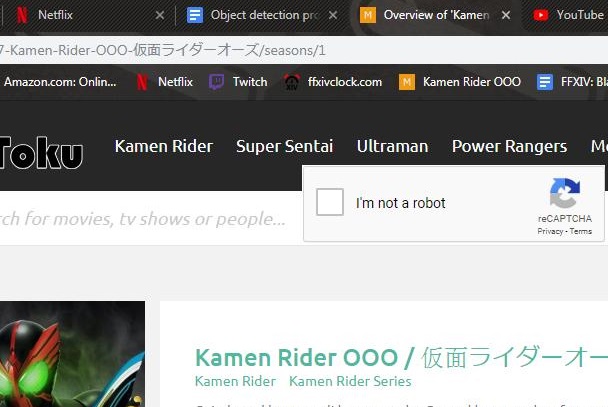 Netflix × Object detection pro × Overview of 'Kamen × YouTube
7-Kamen-Rider-OOO-仮面ライダーオーズ/seasons/1
Amazon.com: Onlin... Netflix Twitch ffxivclock.com M Kamen Rider OOO FFXIV: Bla
Toku Kamen Rider Super Sentai Ultraman Power Rangers Mo
I'm not a robot
reCAPTCHA
Privacy - Terms
rch for movies, tv shows or people...
Kamen Rider OOO / 仮面ライダーオー
Kamen Rider Kamen Rider Series